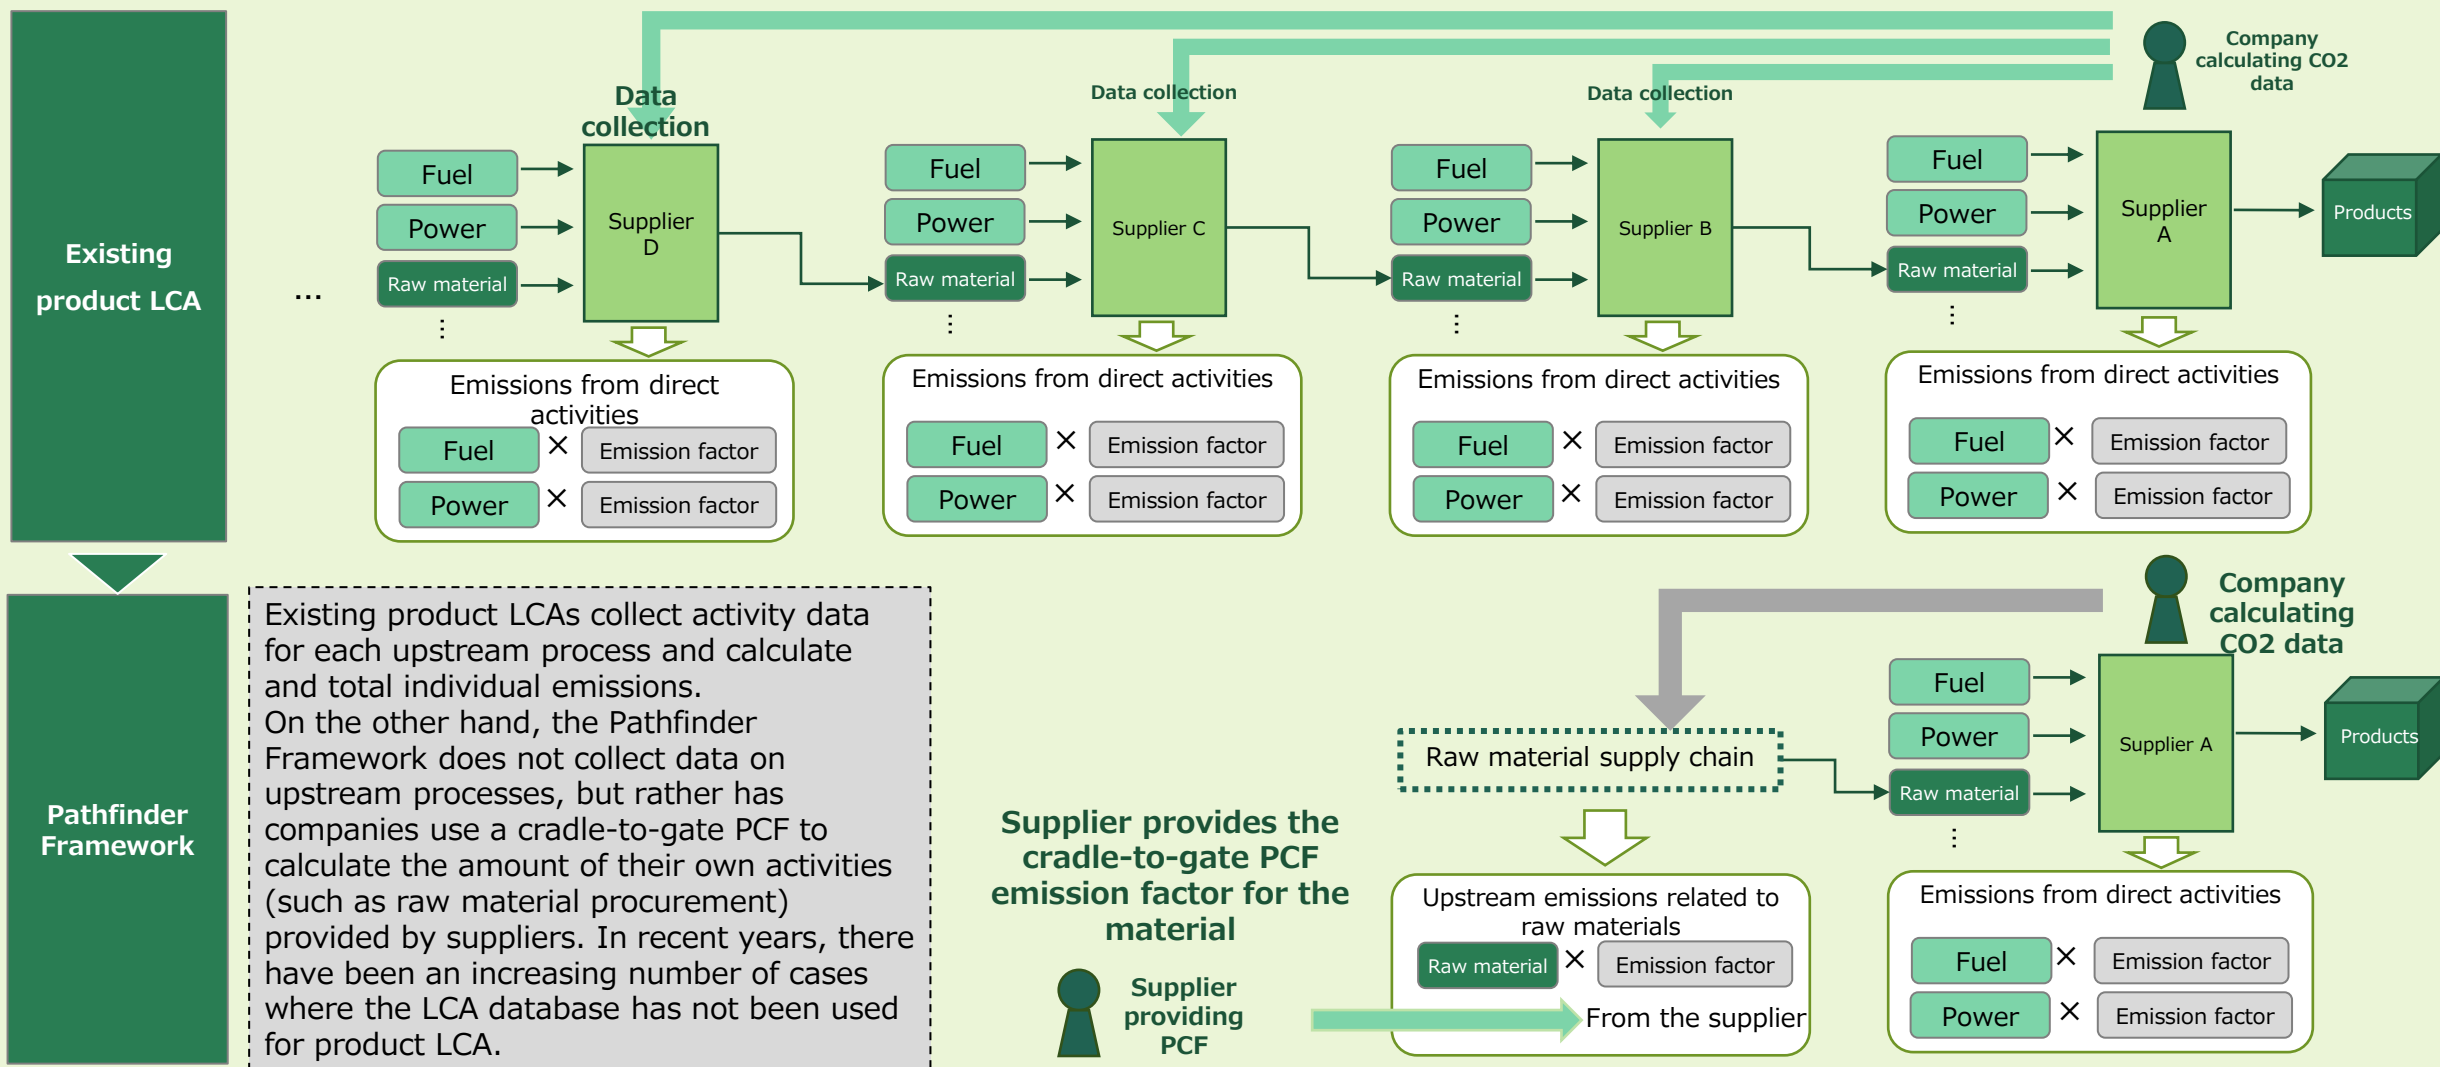 Existing
product LCA
Company
calculating CO2
data
Data
collection
Data collection
Data collection
...
Fuel
Power
Raw material
...
Supplier
D
Fuel
Power
Raw material
...
Supplier C
Fuel
Power
Raw material
...
Supplier B
Fuel
Power
Raw material
...
Supplier
A
Products
Emissions from direct
activities
Fuel × Emission factor
Power × Emission factor
Emissions from direct activities
Fuel × Emission factor
Power × Emission factor
Emissions from direct activities
Fuel × Emission factor
Power × Emission factor
Emissions from direct activities
Fuel × Emission factor
Power × Emission factor
Pathfinder
Framework
Existing product LCAs collect activity data
for each upstream process and calculate
and total individual emissions.
On the other hand, the Pathfinder
Framework does not collect data on
upstream processes, but rather has
companies use a cradle-to-gate PCF to
calculate the amount of their own activities
(such as raw material procurement)
provided by suppliers. In recent years, there
have been an increasing number of cases
where the LCA database has not been used
for product LCA.
Company
calculating
CO2 data
Raw material supply chain
Fuel
Power
Raw material
...
Supplier A
Products
Supplier provides the
cradle-to-gate PCF
emission factor for the
material
Supplier
providing
PCF
Upstream emissions related to
raw materials
Raw material × Emission factor
From the supplier
Emissions from direct activities
Fuel × Emission factor
Power × Emission factor